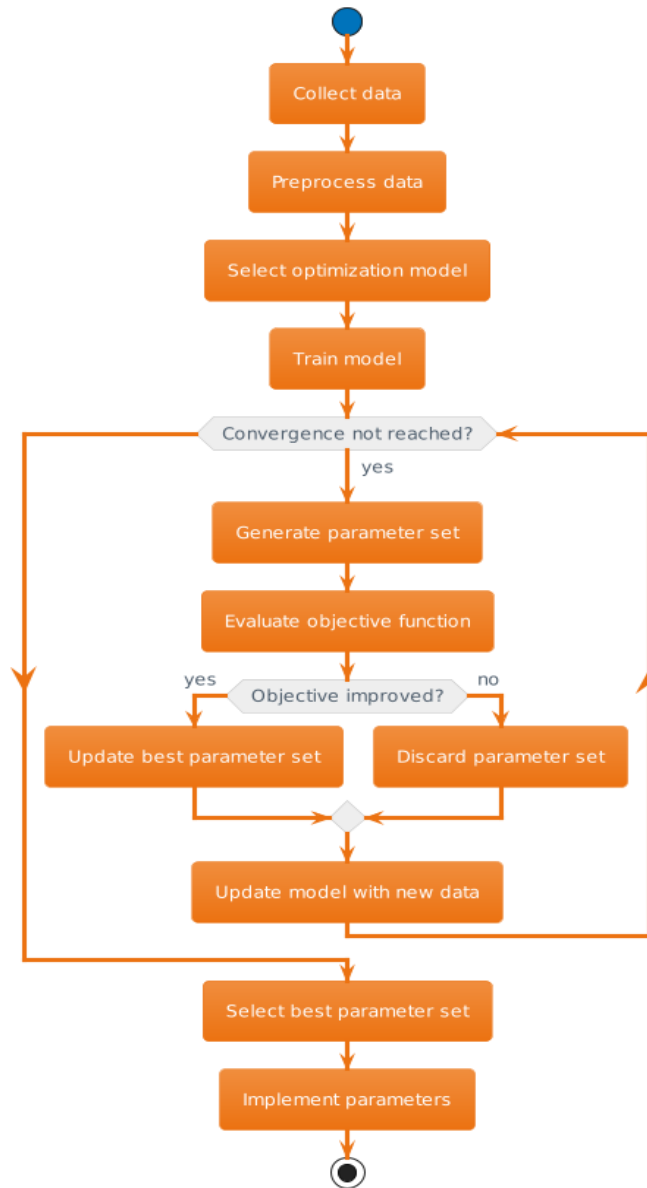 Collect data
Preprocess data
Select optimization model
Train model
Convergence not reached?
yes
Generate parameter set
Evaluate objective function
yes
Objective improved?
no
Update best parameter set
Discard parameter set
Update model with new data
Select best parameter set
Implement parameters